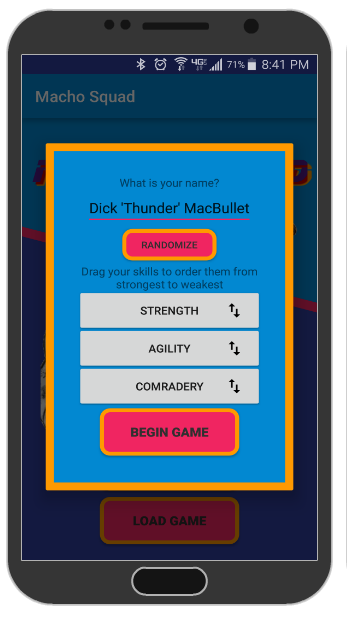 4GE 71% 8:41 PM
Macho Squad
What is your name?
Dick 'Thunder' MacBullet
RANDOMIZE
Drag your skills to order them from
strongest to weakest
STRENGTH
AGILITY
COMRADERY
BEGIN GAME
LOAD GAME